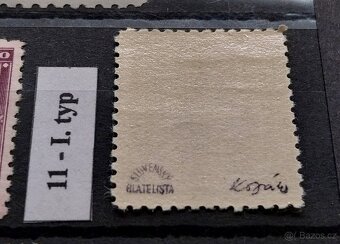 11 - I. typ
SLOVENSKÝ
FILATELISTA
Bazos.cz